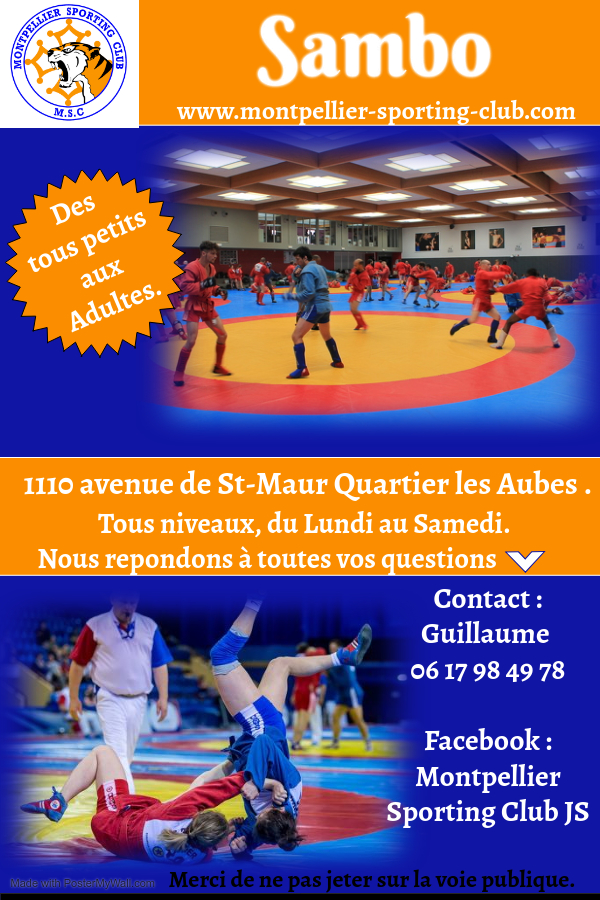 MONTPELLIER SPORTING CLUB
M.S.C
Sambo
www.montpellier-sporting-club.com
Des
tous petits
aux
Adultes.
1110 avenue de St-Maur Quartier les Aubes .
Tous niveaux, du Lundi au Samedi.
Nous repondons à toutes vos questions
Contact :
Guillaume
06 17 98 49 78
Facebook :
Montpellier
Sporting Club JS
Made with PosterMyWall.com
Merci de ne pas jeter sur la voie publique.